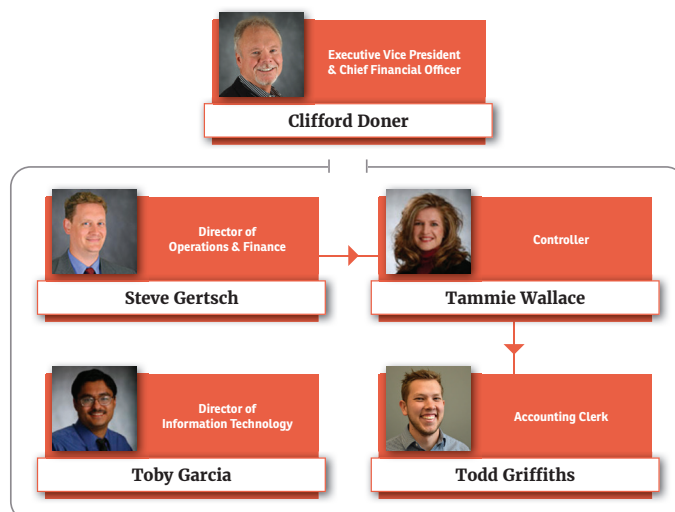 Executive Vice President
& Chief Financial Officer
Clifford Doner
Director of
Operations & Finance
Steve Gertsch
Controller
Tammie Wallace
Director of
Information Technology
Toby Garcia
Accounting Clerk
Todd Griffiths